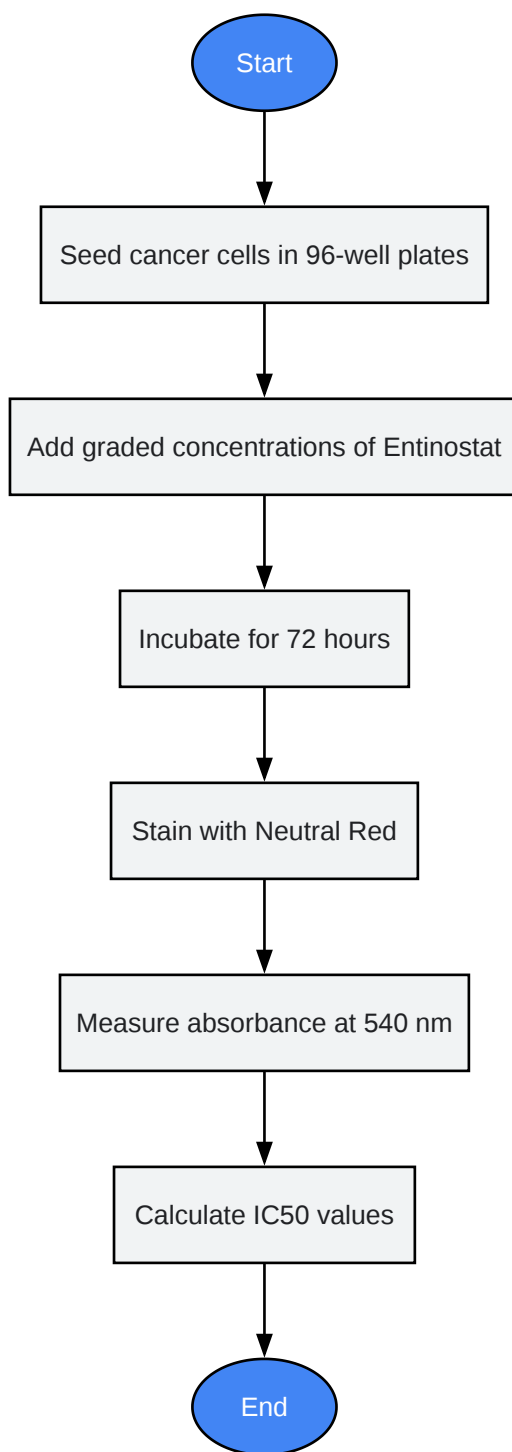 Start
Seed cancer cells in 96-well plates
Add graded concentrations of Entinostat
Incubate for 72 hours
Stain with Neutral Red
Measure absorbance at 540 nm
Calculate IC50 values
End